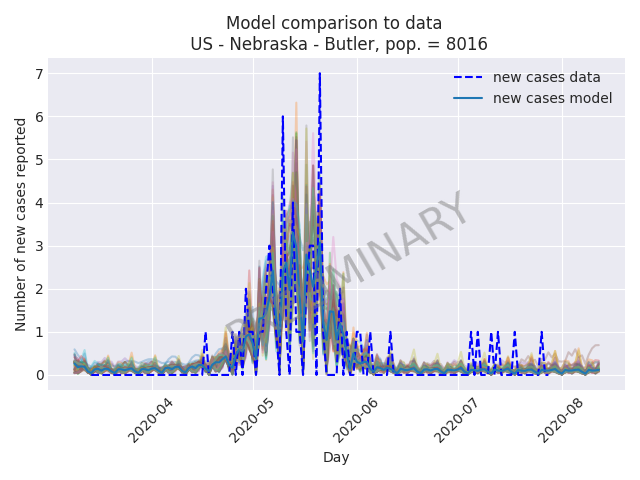 Model comparison to data
US - Nebraska - Butler, pop. = 8016
new cases data
new cases model
Number of new cases reported
7
6
5
4
3
2
1
0
PRELIMINARY
2020-04
2020-05
2020-06
2020-07
2020-08
Day